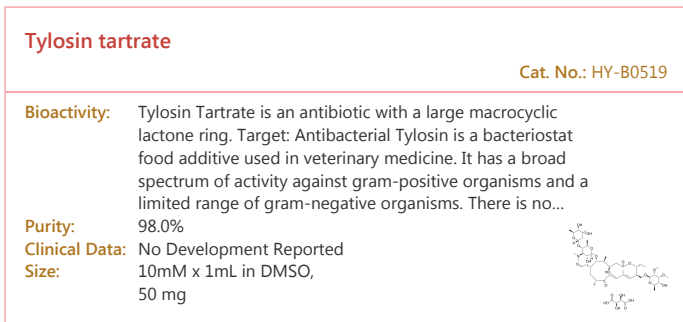 Tylosin tartrate
Cat. No.: HY-B0519
Bioactivity: Tylosin Tartrate is an antibiotic with a large macrocyclic
lactone ring. Target: Antibacterial Tylosin is a bacteriostat
food additive used in veterinary medicine. It has a broad
spectrum of activity against gram-positive organisms and a
limited range of gram-negative organisms. There is no...
Purity: 98.0%
Clinical Data: No Development Reported
Size: 10mM x 1mL in DMSO,
50 mg